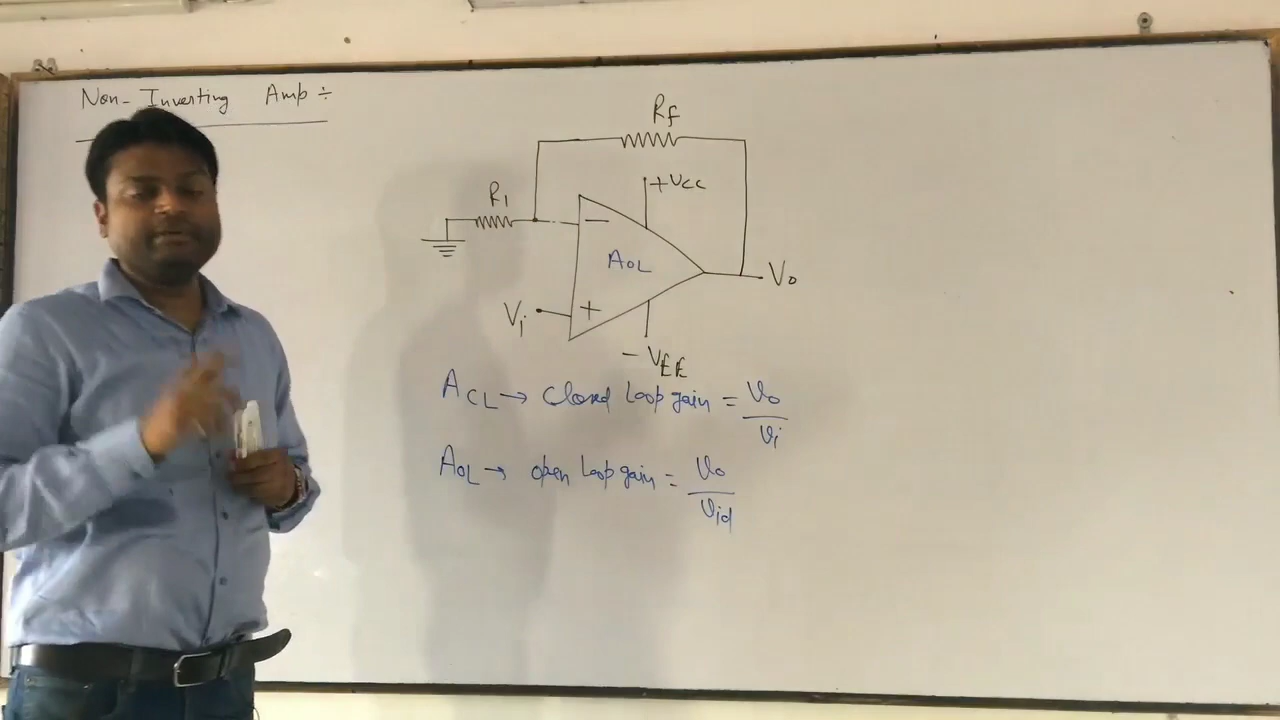 Non-Inverting Amp ÷
Rf
+VCC
R1
−
AOL
Vo
Vi
+
− VEE
ACL → Closed Loop gain = Vo / Vi
AOL → open Loop gain = Vo / Vid